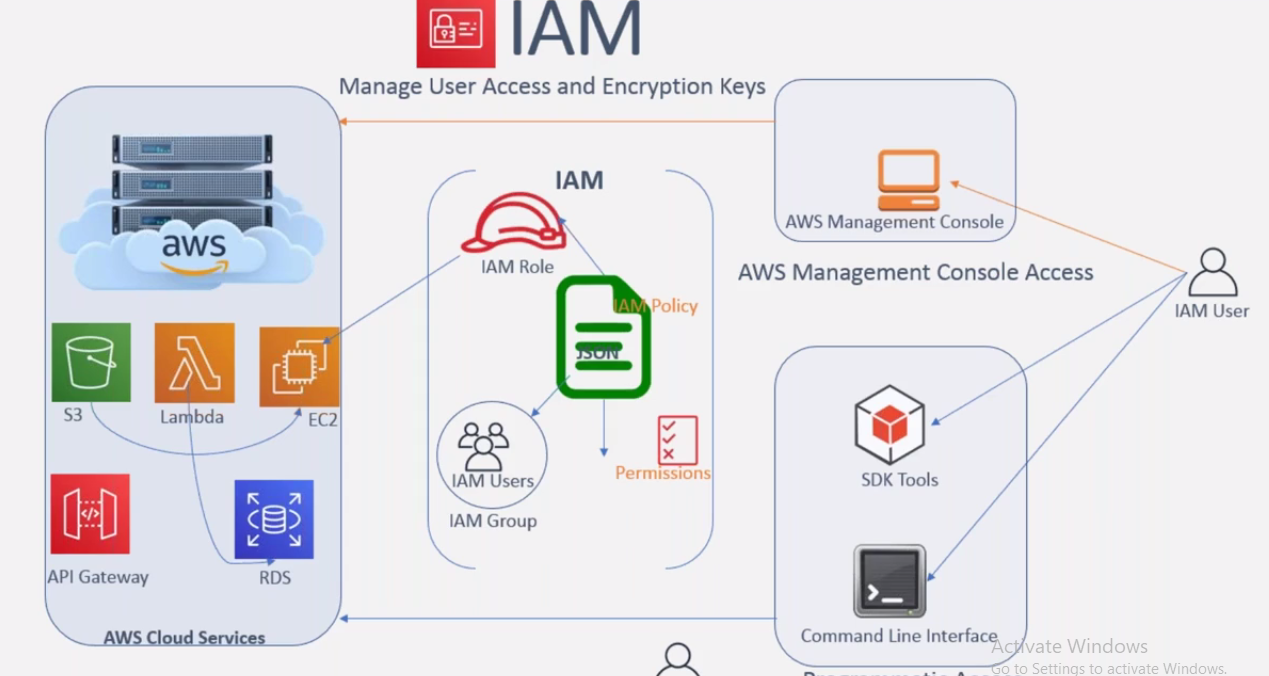 IAM
Manage User Access and Encryption Keys
aws
S3
Lambda
EC2
API Gateway
RDS
AWS Cloud Services
IAM
IAM Role
IAM Policy
JSON
IAM Users
IAM Group
Permissions
AWS Management Console
AWS Management Console Access
IAM User
SDK Tools
Command Line Interface
Activate Windows
Go to Settings to activate Windows.